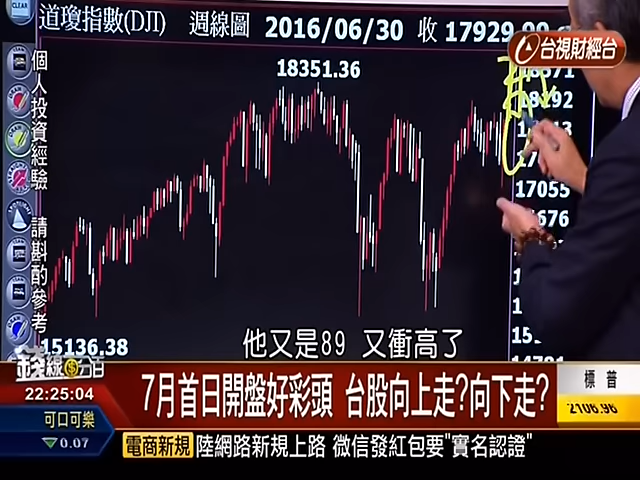 道瓊指數(DJI) 週線圖 2016/06/30 收 17929.99
台視財經台
CLEAR
18351.36
18192
17055
個人投資經驗 請斟酌參考
15136.38
他又是89 又衝高了
錢線百分百
22:25:04
7月首日開盤好彩頭 台股向上走?向下走?
標普
2106.96
可口可樂
▼0.07
電商新規 陸網路新規上路 微信發紅包要"實名認證"